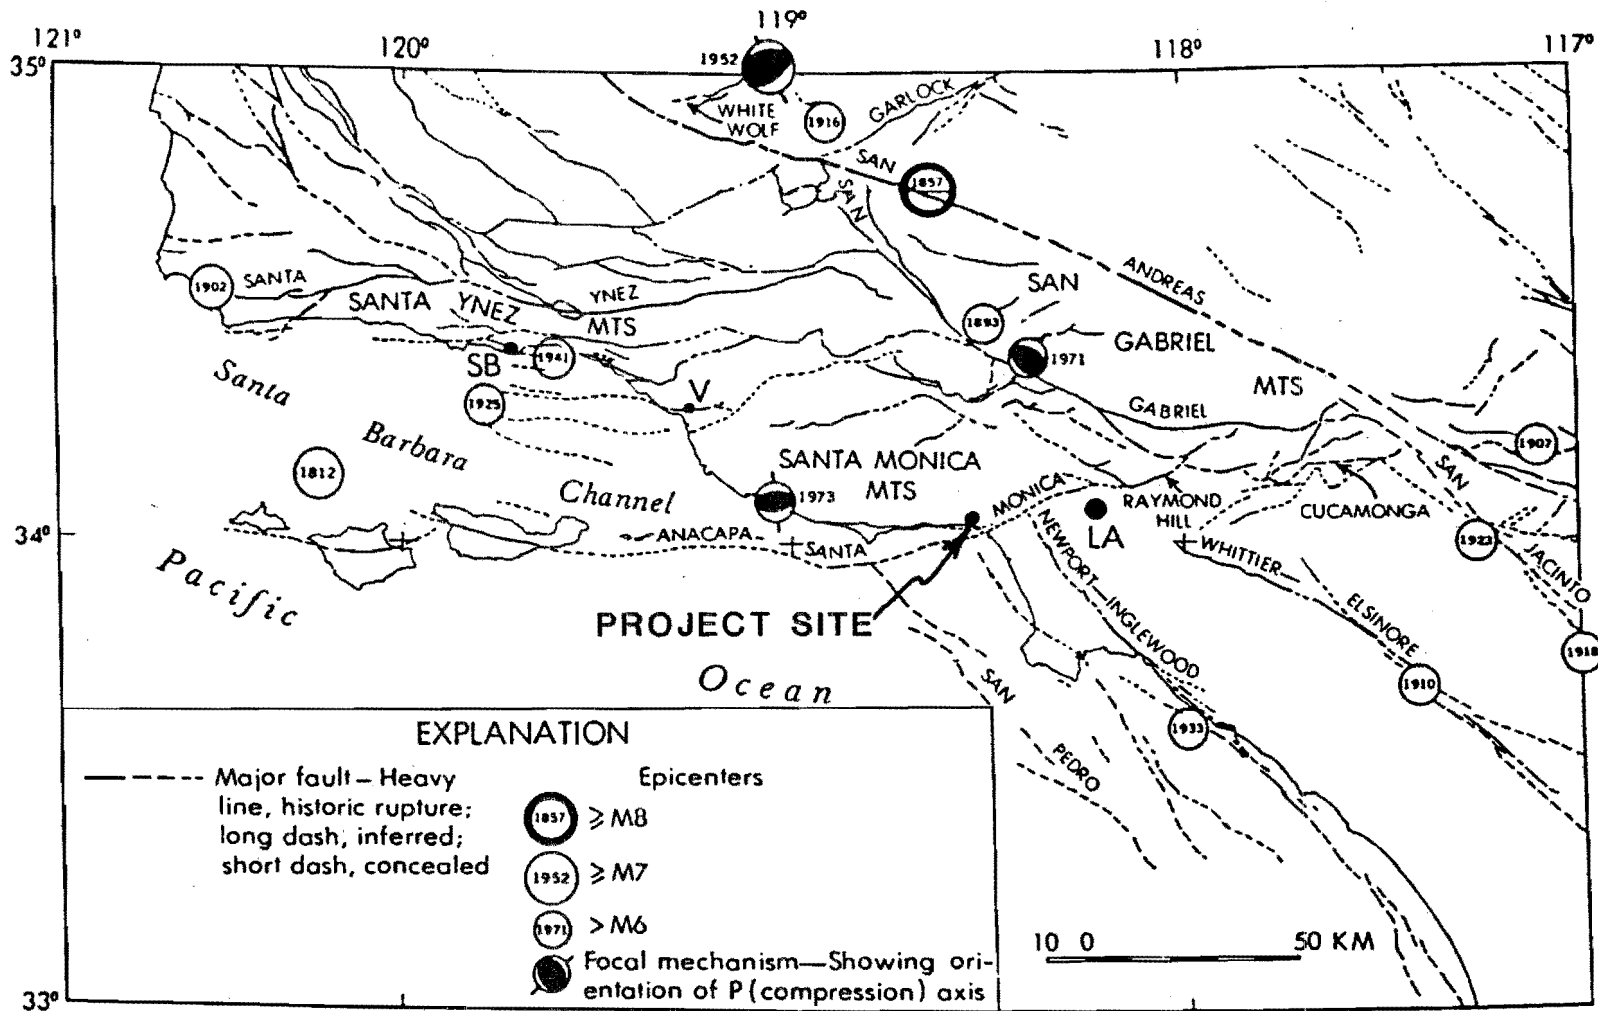 121°
120°
119°
118°
117°
35°
1952
WHITE
WOLF
1916
GARLOCK
SAN
1857
SAN
ANDREAS
1902
SANTA
SANTA YNEZ
YNEZ
MTS
SAN
1893
GABRIEL
1971
MTS
SB
1941
V
1925
GABRIEL
Santa
Barbara
Channel
1812
1907
SAN
SANTA MONICA
MTS
1973
MONICA
RAYMOND
HILL
CUCAMONGA
LA
34°
ANACAPA
SANTA
NEWPORT
INGLEWOOD
WHITTIER
1923
JACINTO
ELSINORE
1918
Pacific
PROJECT SITE
Ocean
SAN
PEDRO
1910
1933
EXPLANATION
Major fault – Heavy
line, historic rupture;
long dash, inferred;
short dash, concealed
Epicenters
1857 ≥ M8
1952 ≥ M7
1971 > M6
Focal mechanism—Showing ori-
entation of P (compression) axis
10 0 50 KM
33°